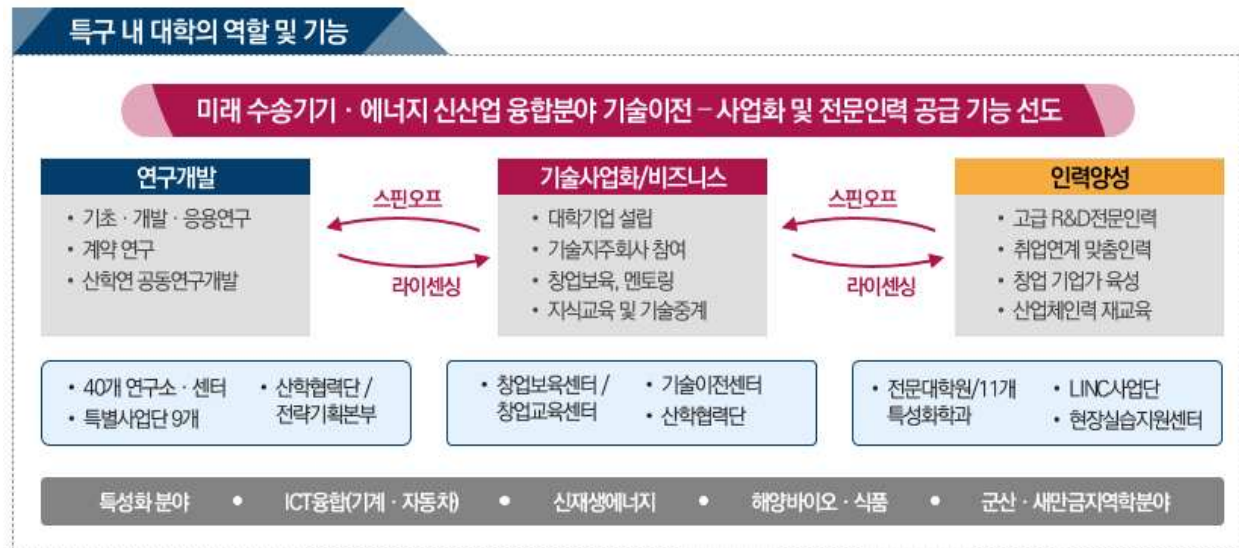 특구 내 대학의 역할 및 기능
미래 수송기기 · 에너지 신산업 융합분야 기술이전 – 사업화 및 전문인력 공급 기능 선도
연구개발
• 기초 · 개발 · 응용연구
• 계약 연구
• 산학연 공동연구개발
스핀오프
라이센싱
기술사업화/비즈니스
• 대학기업 설립
• 기술지주회사 참여
• 창업보육, 멘토링
• 지식교육 및 기술중계
스핀오프
라이센싱
인력양성
• 고급 R&D전문인력
• 취업연계 맞춤인력
• 창업 기업가 육성
• 산업체인력 재교육
• 40개 연구소 · 센터
• 특별사업단 9개
• 산학협력단 /
전략기획본부
• 창업보육센터 /
창업교육센터
• 기술이전센터
• 산학협력단
• 전문대학원/11개
특성화학과
• LINC사업단
• 현장실습지원센터
특성화 분야 • ICT융합(기계 · 자동차) • 신재생에너지 • 해양바이오 · 식품 • 군산 · 새만금지역학분야